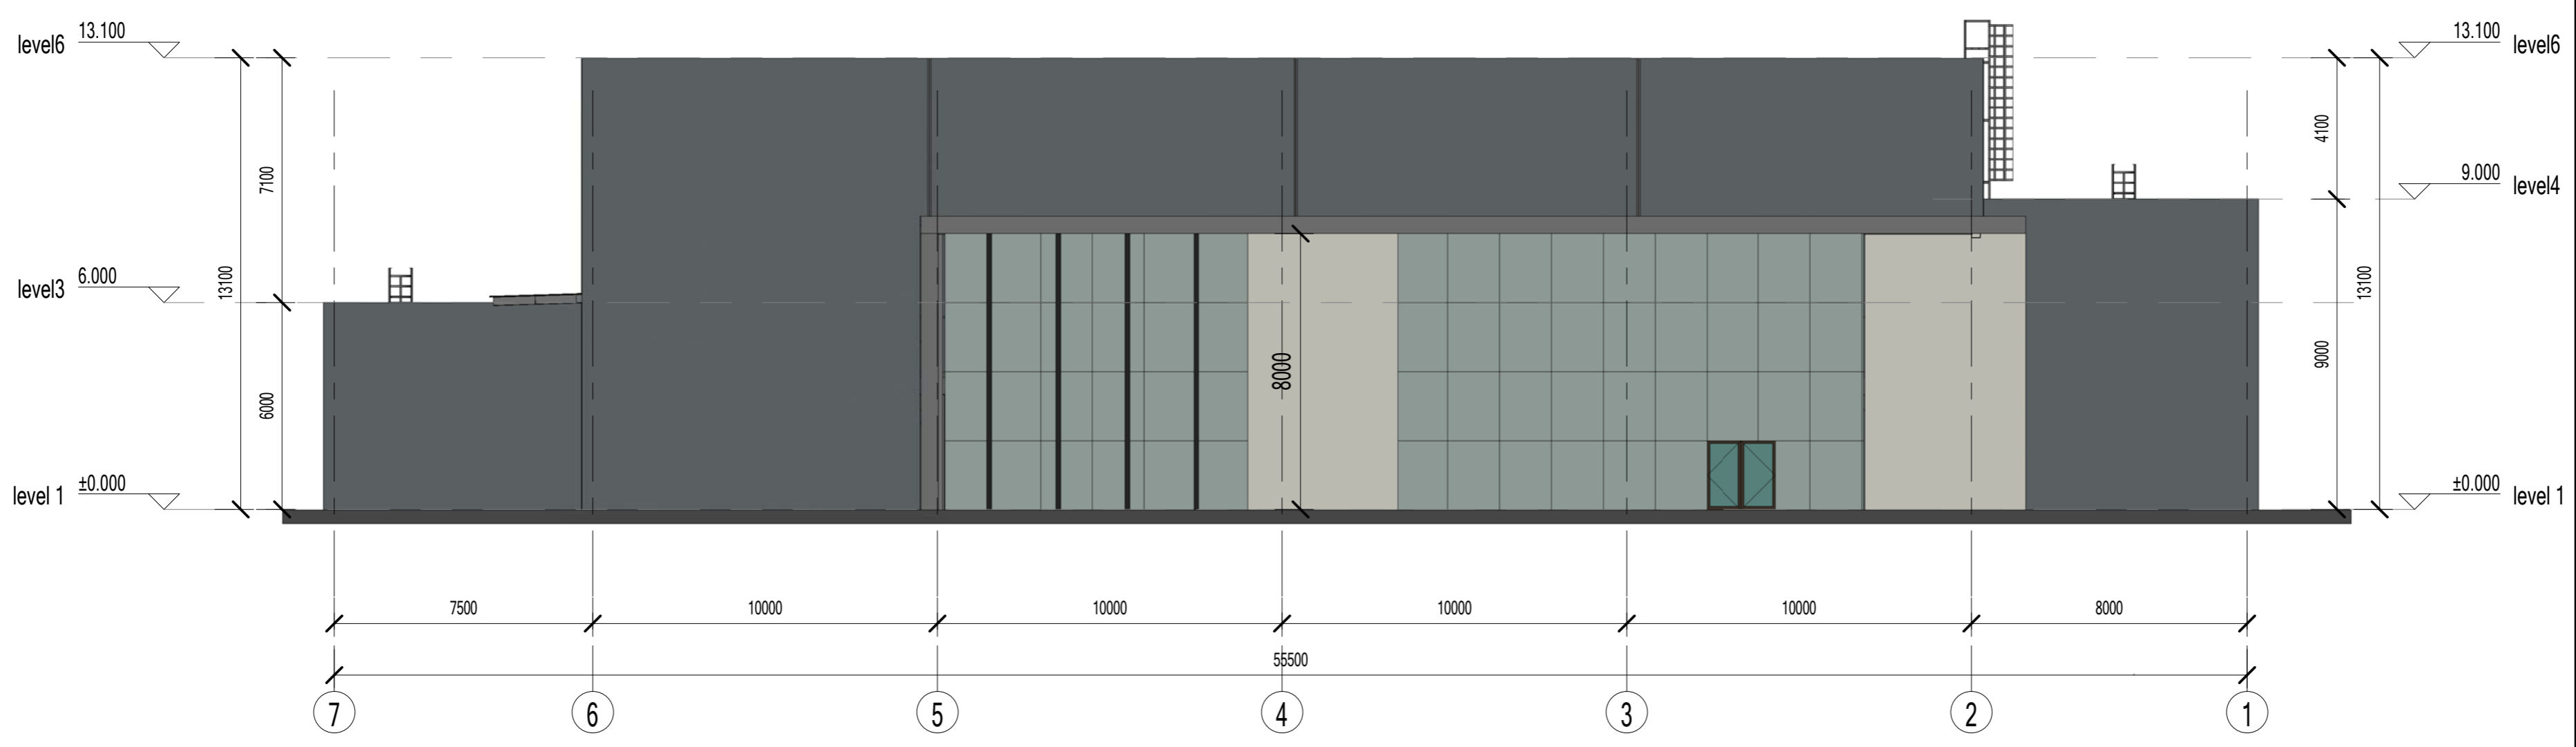 level6 13.100
13.100 level6
4100
7100
9.000 level4
level3 6.000
13100
13100
8000
9000
6000
level 1 ±0.000
±0.000 level 1
7500 10000 10000 10000 10000 8000
55500
7 6 5 4 3 2 1